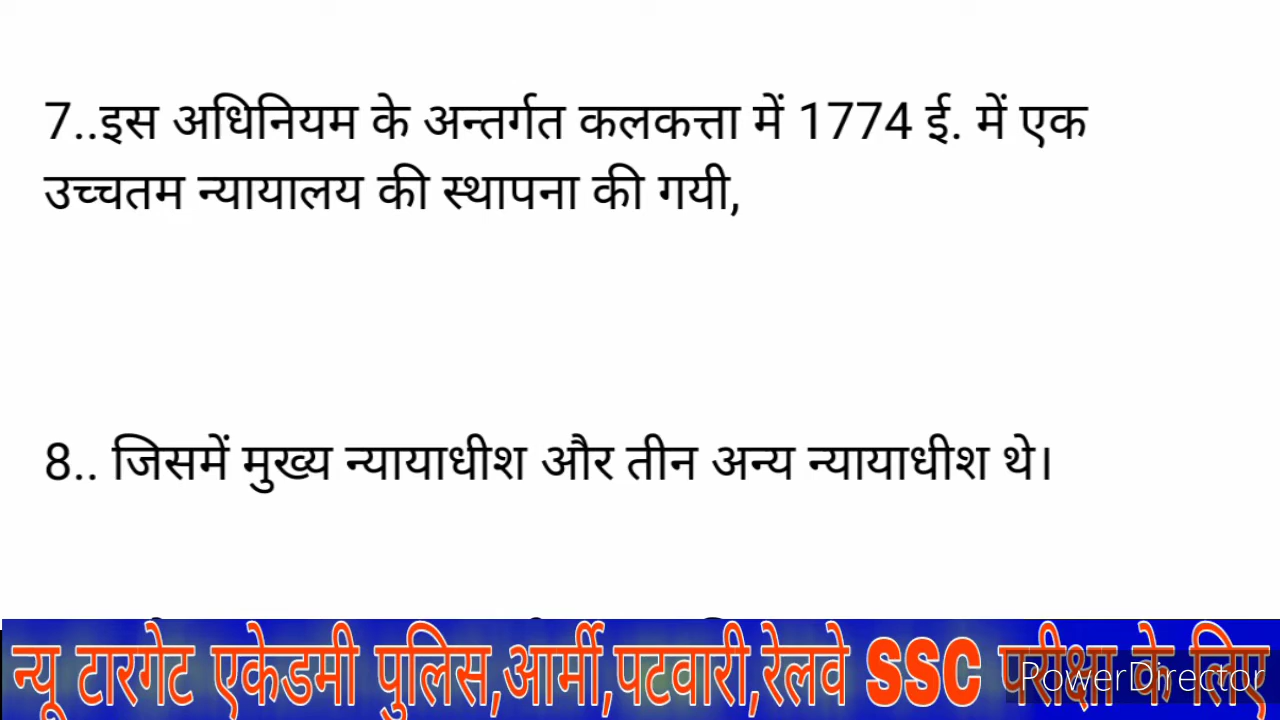 7..इस अधिनियम के अन्तर्गत कलकत्ता में 1774 ई. में एक
उच्चतम न्यायालय की स्थापना की गयी,
8.. जिसमें मुख्य न्यायाधीश और तीन अन्य न्यायाधीश थे।
न्यू टारगेट एकेडमी पुलिस,आर्मी,पटवारी,रेलवे SSC परीक्षा के लिए
PowerDirector